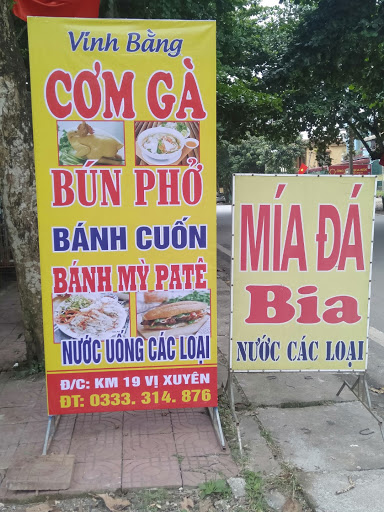 Vĩnh Bằng
CƠM GÀ
BÚN PHỞ
BÁNH CUỐN
BÁNH MỲ PATÊ
NƯỚC UỐNG CÁC LOẠI
Đ/C: KM 19 VỊ XUYÊN
ĐT: 0333. 314. 876
MÍA ĐÁ
Bia
NƯỚC CÁC LOẠI